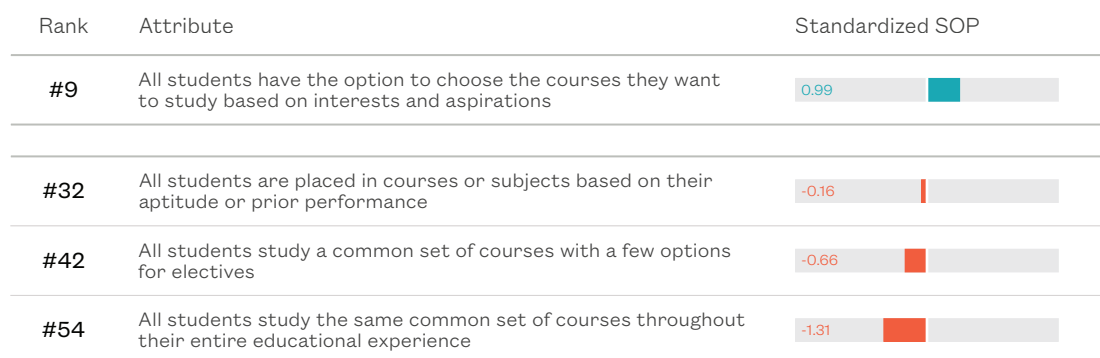 Rank Attribute Standardized SOP
#9 All students have the option to choose the courses they want
to study based on interests and aspirations
0.99
#32 All students are placed in courses or subjects based on their
aptitude or prior performance
-0.16
#42 All students study a common set of courses with a few options
for electives
-0.66
#54 All students study the same common set of courses throughout
their entire educational experience
-1.31